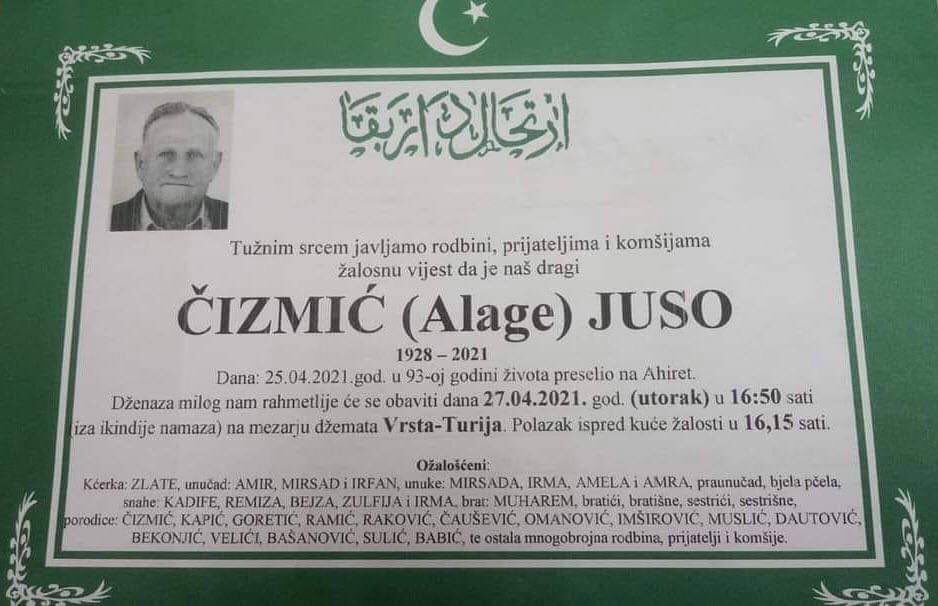 ارتحال دار بقا
Tužnim srcem javljamo rodbini, prijateljima i komšijama
žalosnu vijest da je naš dragi
ČIZMIĆ (Alage) JUSO
1928 – 2021
Dana: 25.04.2021.god. u 93-oj godini života preselio na Ahiret.
Dženaza milog nam rahmetlije će se obaviti dana 27.04.2021. god. (utorak) u 16:50 sati
(iza ikindije namaza) na mezarju džemata Vrsta-Turija. Polazak ispred kuće žalosti u 16,15 sati.
Ožalošćeni:
Kćerka: ZLATE, unučad: AMIR, MIRSAD i IRFAN, unuke: MIRSADA, IRMA, AMELA i AMRA, praunučad, bjela pčela,
snahe: KADIFE, REMIZA, BEJZA, ZULFIJA i IRMA, brat: MUHAREM, bratići, bratišne, sestrići, sestrišne,
porodice: ČIZMIĆ, KAPIĆ, GORETIĆ, RAMIĆ, RAKOVIĆ, ČAUŠEVIĆ, OMANOVIĆ, IMŠIROVIĆ, MUSLIĆ, DAUTOVIĆ,
BEKONJIĆ, VELIĆI, BAŠANOVIĆ, SULIĆ, BABIĆ, te ostala mnogobrojna rodbina, prijatelji i komšije.